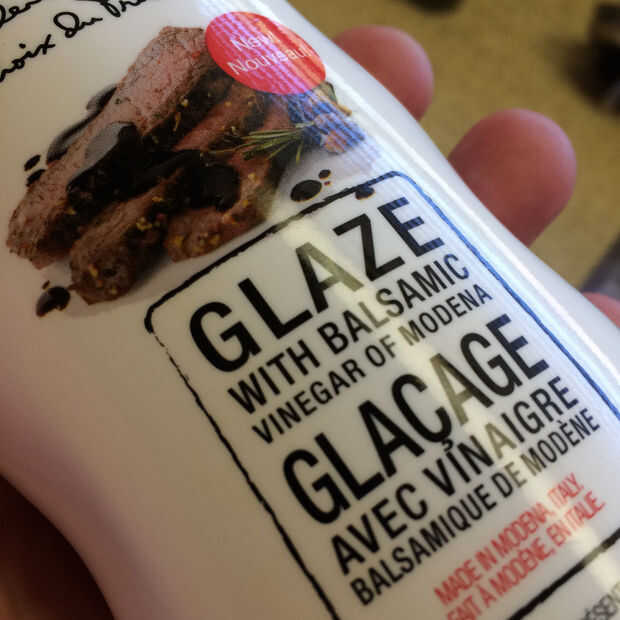 New!
Nouveau!
GLAZE
WITH BALSAMIC
VINEGAR OF MODENA
GLAÇAGE
AVEC VINAIGRE
BALSAMIQUE DE MODÈNE
MADE IN MODENA, ITALY.
FAIT À MODÈNE, EN ITALIE.